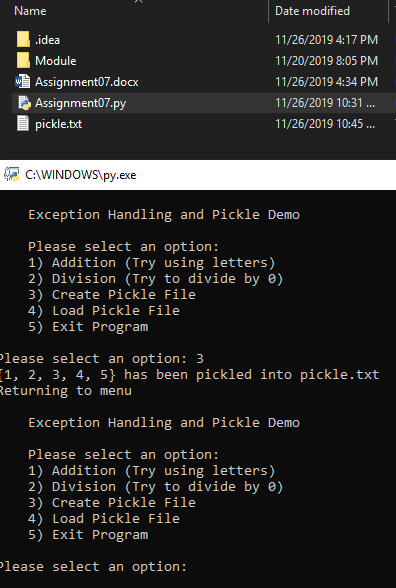 Name Date modified
.idea 11/26/2019 4:17 PM
Module 11/20/2019 8:05 PM
Assignment07.docx 11/26/2019 4:34 PM
Assignment07.py 11/26/2019 10:31 ...
pickle.txt 11/26/2019 10:45 ...
C:\WINDOWS\py.exe
Exception Handling and Pickle Demo
Please select an option:
1) Addition (Try using letters)
2) Division (Try to divide by 0)
3) Create Pickle File
4) Load Pickle File
5) Exit Program
Please select an option: 3
{1, 2, 3, 4, 5} has been pickled into pickle.txt
Returning to menu
Exception Handling and Pickle Demo
Please select an option:
1) Addition (Try using letters)
2) Division (Try to divide by 0)
3) Create Pickle File
4) Load Pickle File
5) Exit Program
Please select an option: